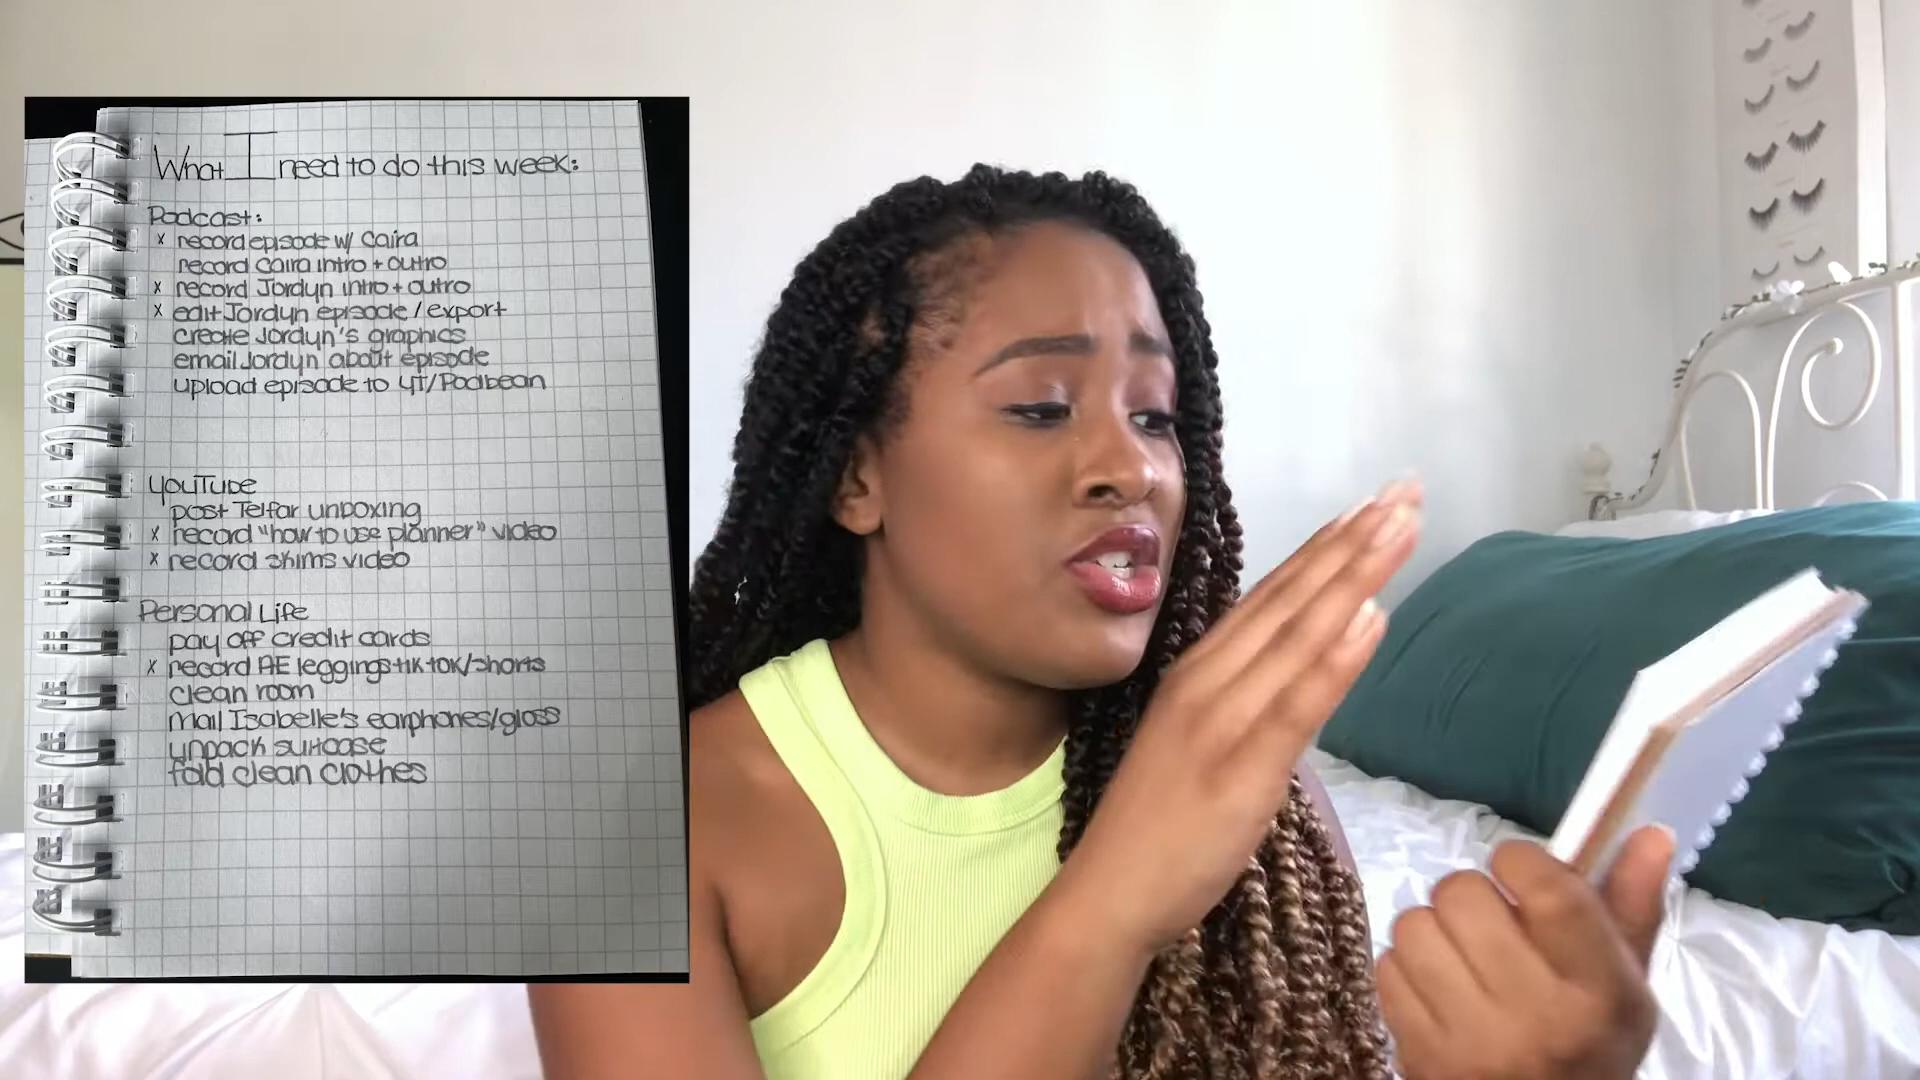 What I need to do this week:
Podcast:
x record episode w/ Caira
record Caira intro + outro
x record Jordyn intro + outro
x edit Jordyn episode / export
create Jordyn's graphics
email Jordyn about episode
upload episode to YT/Podbean
YouTube
post Telfar unboxing
x record "how to use planner" video
x record skims video
Personal Life
pay off credit cards
x record AE leggings tik tok/shorts
clean room
mail Isabelle's earphones/gloss
unpack suitcase
fold clean clothes